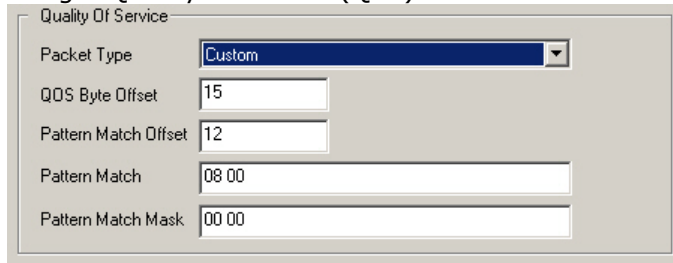 Quality Of Service
Packet Type Custom
QOS Byte Offset 15
Pattern Match Offset 12
Pattern Match 08 00
Pattern Match Mask 00 00